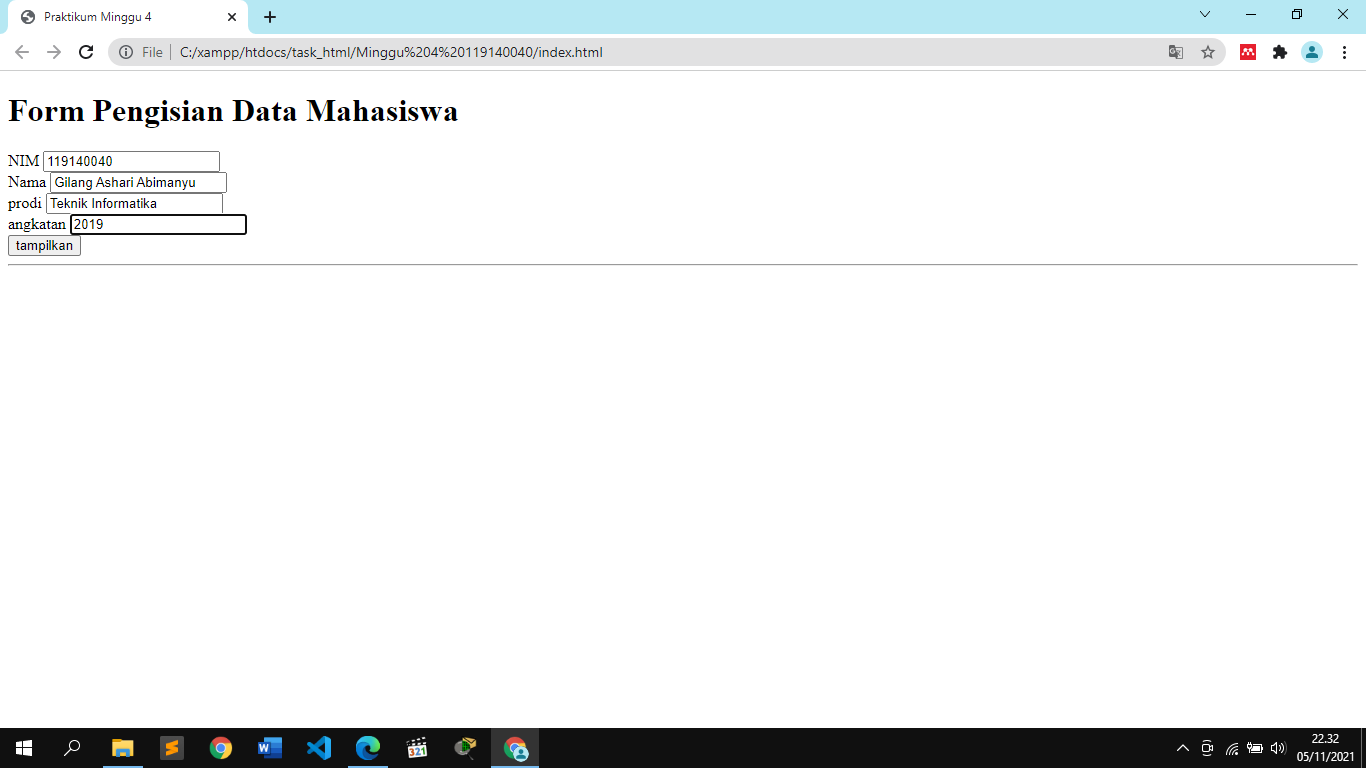 Praktikum Minggu 4
File C:/xampp/htdocs/task_html/Minggu%204%20119140040/index.html
Form Pengisian Data Mahasiswa
NIM 119140040
Nama Gilang Ashari Abimanyu
prodi Teknik Informatika
angkatan 2019
tampilkan
321
22.32
05/11/2021